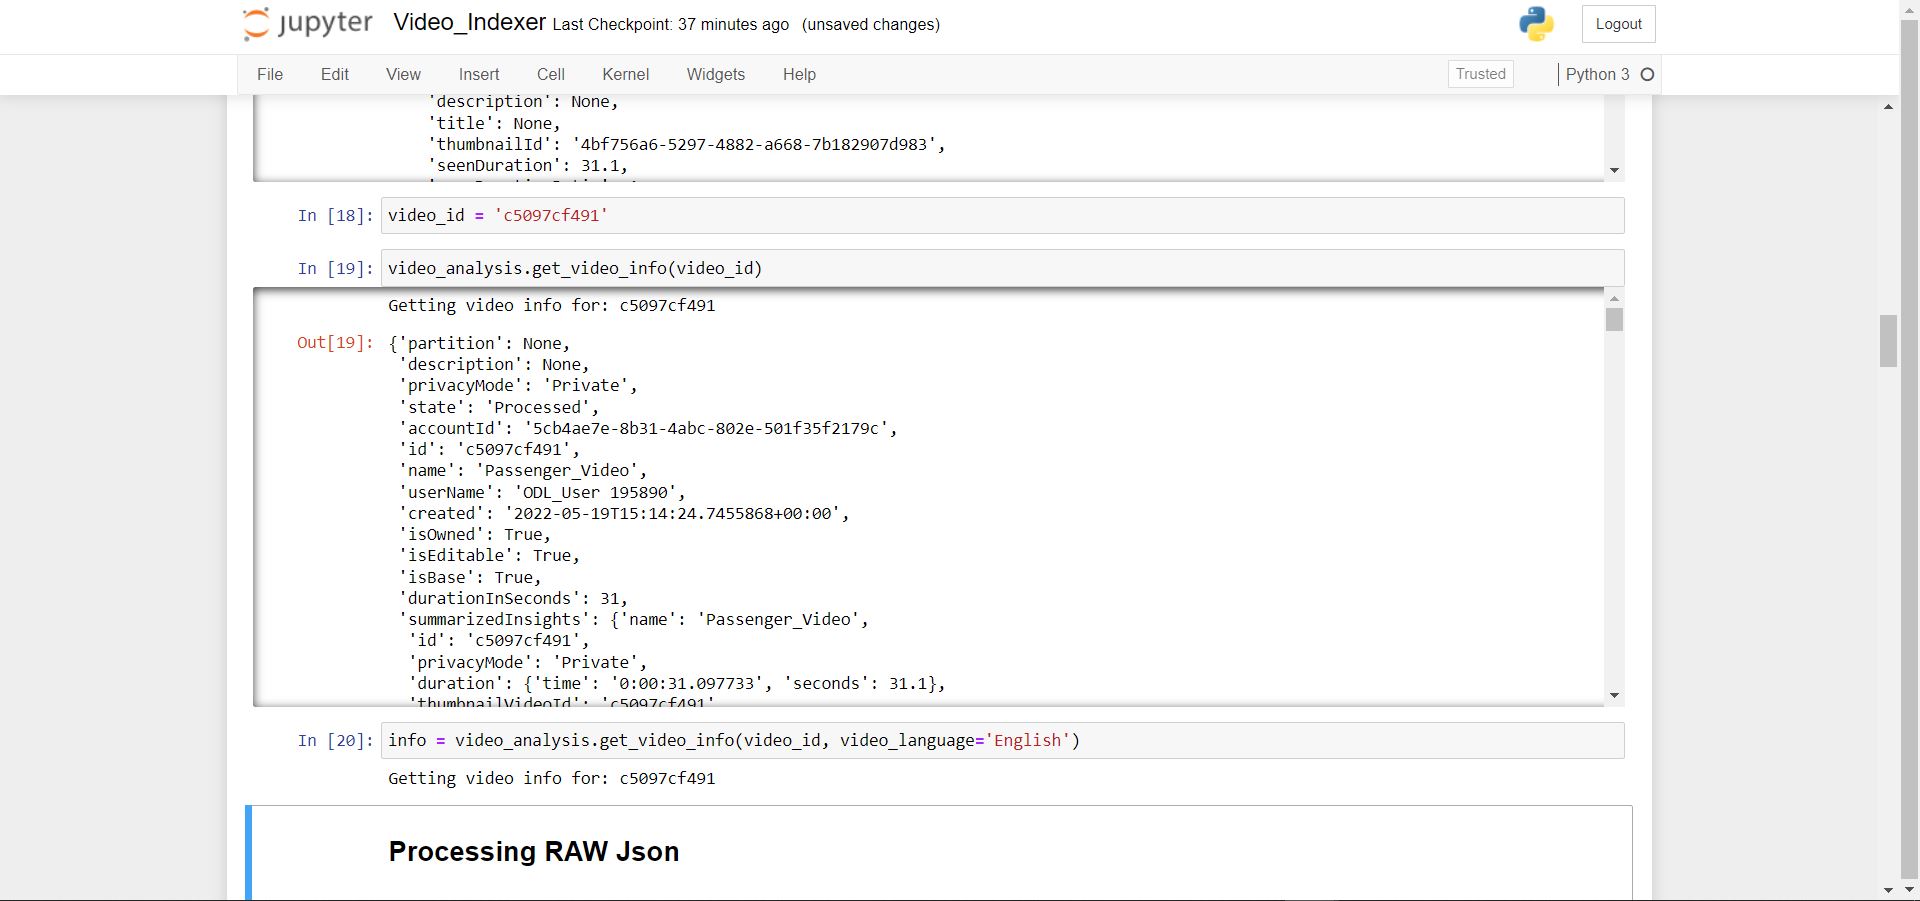 jupyter Video_Indexer Last Checkpoint: 37 minutes ago (unsaved changes) Logout
File Edit View Insert Cell Kernel Widgets Help Trusted Python 3
'description': None,
'title': None,
'thumbnailId': '4bf756a6-5297-4882-a668-7b182907d983',
'seenDuration': 31.1,
In [18]: video_id = 'c5097cf491'
In [19]: video_analysis.get_video_info(video_id)
Getting video info for: c5097cf491
Out[19]: {'partition': None,
'description': None,
'privacyMode': 'Private',
'state': 'Processed',
'accountId': '5cb4ae7e-8b31-4abc-802e-501f35f2179c',
'id': 'c5097cf491',
'name': 'Passenger_Video',
'userName': 'ODL_User 195890',
'created': '2022-05-19T15:14:24.7455868+00:00',
'isOwned': True,
'isEditable': True,
'isBase': True,
'durationInSeconds': 31,
'summarizedInsights': {'name': 'Passenger_Video',
'id': 'c5097cf491',
'privacyMode': 'Private',
'duration': {'time': '0:00:31.097733', 'seconds': 31.1},
'thumbnailVideoId': 'c5097cf491'
In [20]: info = video_analysis.get_video_info(video_id, video_language='English')
Getting video info for: c5097cf491
Processing RAW Json